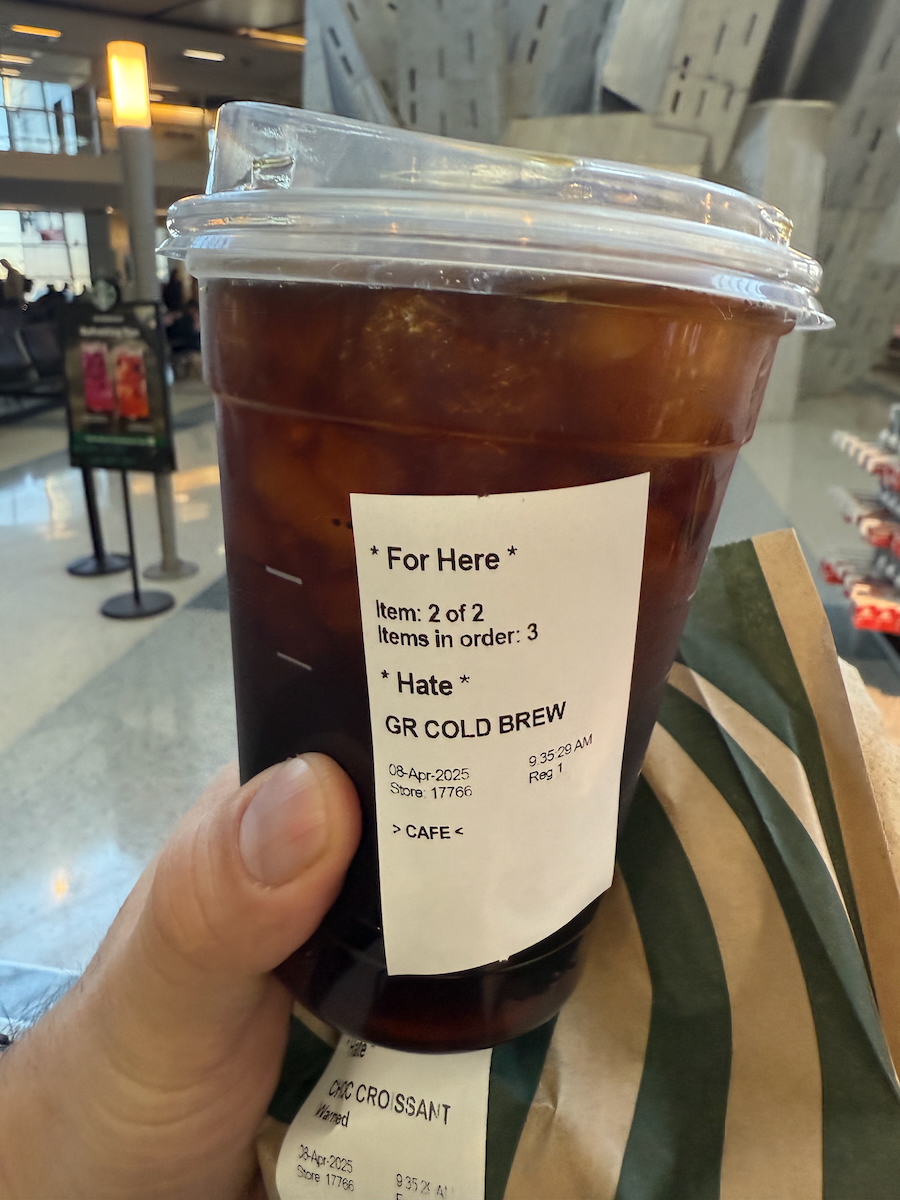 * For Here *
Item: 2 of 2
Items in order: 3
* Hate *
GR COLD BREW
08-Apr-2025 9:35:29 AM
Store: 17766 Reg 1
> CAFE <
* Hate *
CHOC CROISSANT
Warmed
08-Apr-2025
Store 17766